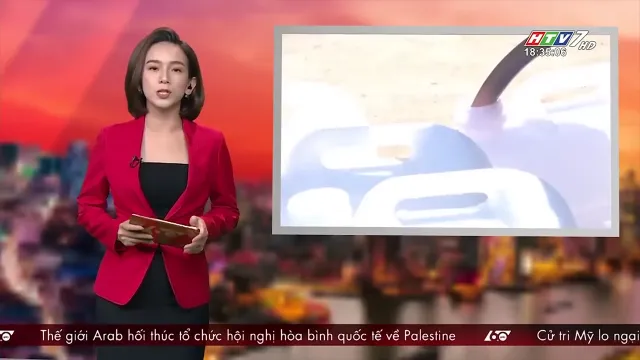 HTV7 HD
18:35:06
Thế giới Arab hối thúc tổ chức hội nghị hòa bình quốc tế về Palestine
60
Cử tri Mỹ lo ngại